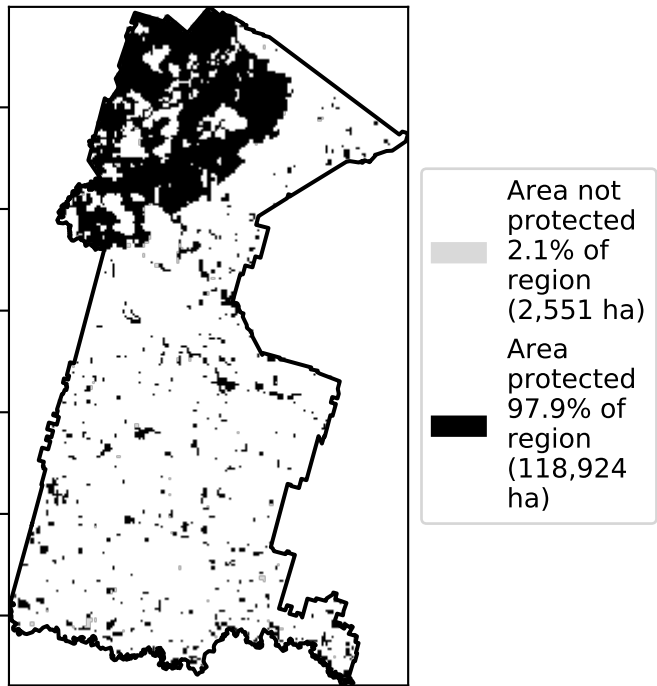 Area not
protected
2.1% of
region
(2,551 ha)
Area
protected
97.9% of
region
(118,924
ha)